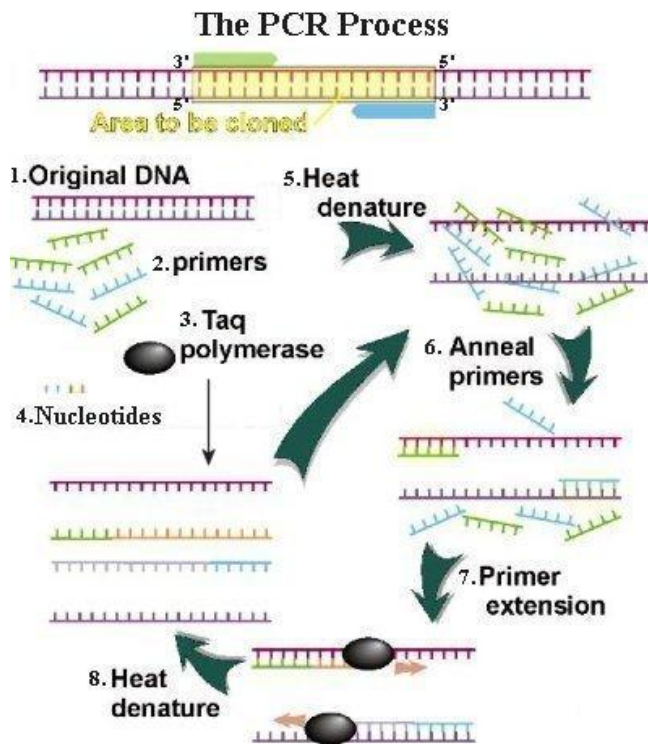 The PCR Process
3' 5'
5' 3'
Area to be cloned
1.Original DNA
2.primers
3. Taq
polymerase
4.Nucleotides
5.Heat
denature
6. Anneal
primers
7.Primer
extension
8.Heat
denature